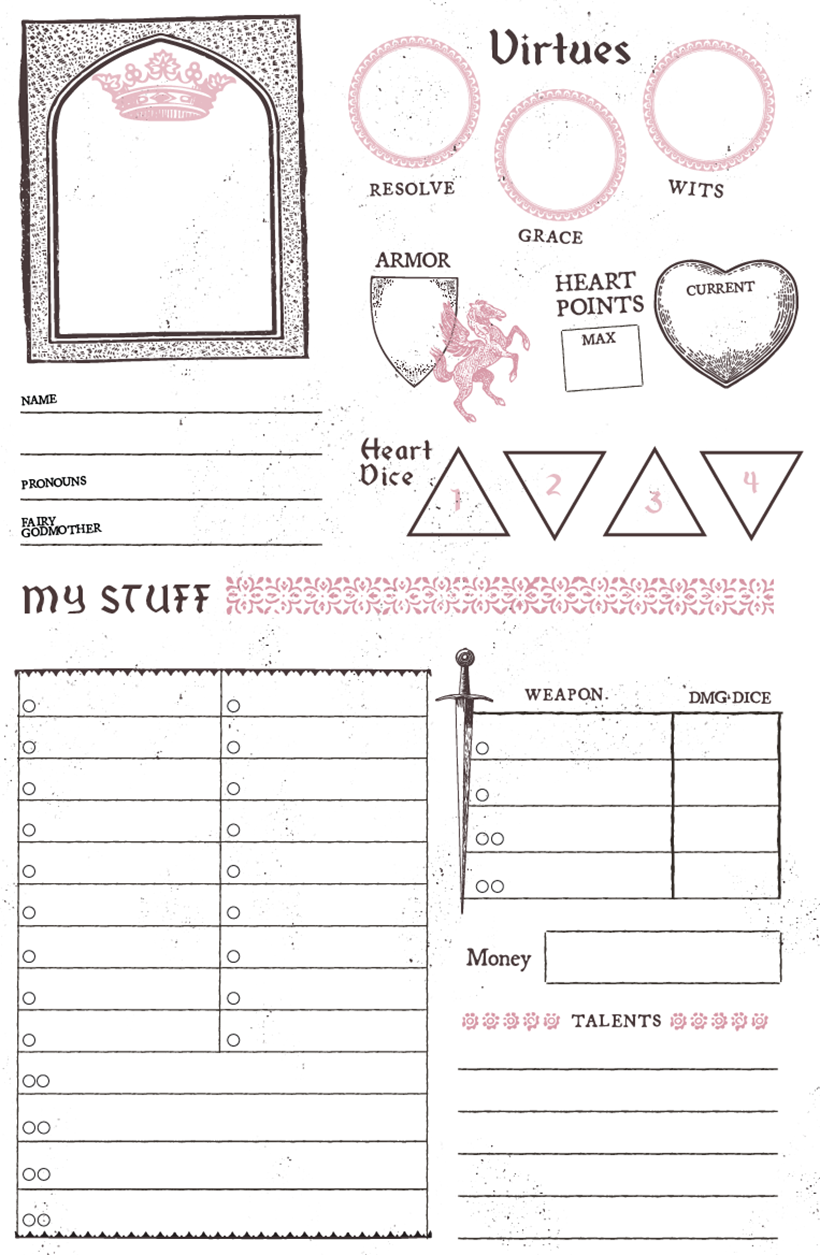 Virtues
RESOLVE
GRACE
WITS
ARMOR
HEART
POINTS
MAX
CURRENT
NAME
PRONOUNS
FAIRY
GODMOTHER
Heart
Dice
1 2 3 4
My STUFF
WEAPON. DMG DICE
Money
TALENTS